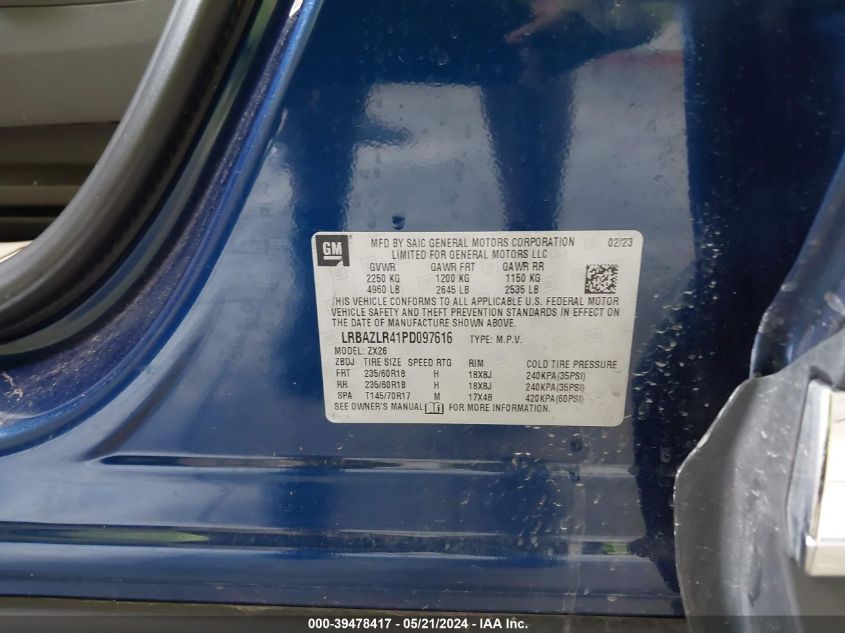 GM
MFD BY SAIC GENERAL MOTORS CORPORATION 02/23
LIMITED FOR GENERAL MOTORS LLC
GVWR GAWR FRT GAWR RR
2250 KG 1200 KG 1150 KG
4960 LB 2645 LB 2535 LB
THIS VEHICLE CONFORMS TO ALL APPLICABLE U.S. FEDERAL MOTOR
VEHICLE SAFETY AND THEFT PREVENTION STANDARDS IN EFFECT ON
THE DATE OF MANUFACTURE SHOWN ABOVE.
LRBAZLR41PD097616 TYPE: M.P.V.
MODEL: ZX26
ZBDJ TIRE SIZE SPEED RTG RIM COLD TIRE PRESSURE
FRT 235/60R18 H 18X8J 240KPA(35PSI)
RR 235/60R18 H 18X8J 240KPA(35PSI)
SPA T145/70R17 M 17X4B 420KPA(60PSI)
SEE OWNER'S MANUAL FOR MORE INFORMATION.
000-39478417 - 05/21/2024 - IAA Inc.